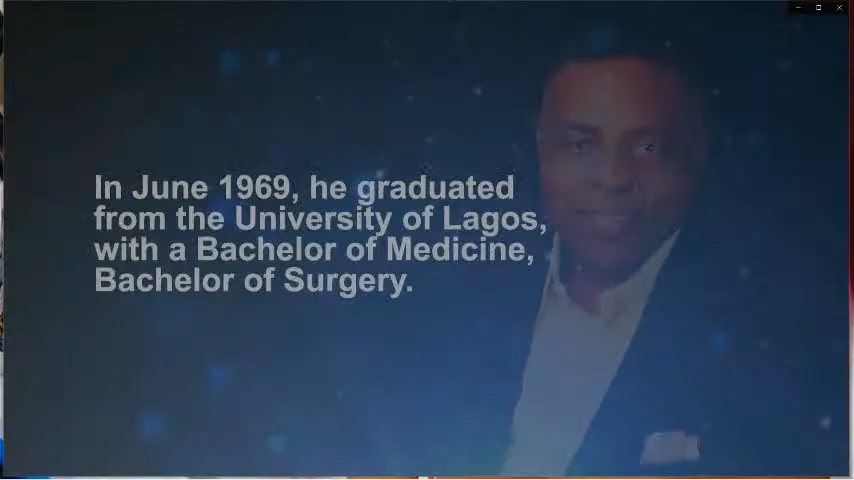 In June 1969, he graduated
from the University of Lagos,
with a Bachelor of Medicine,
Bachelor of Surgery.